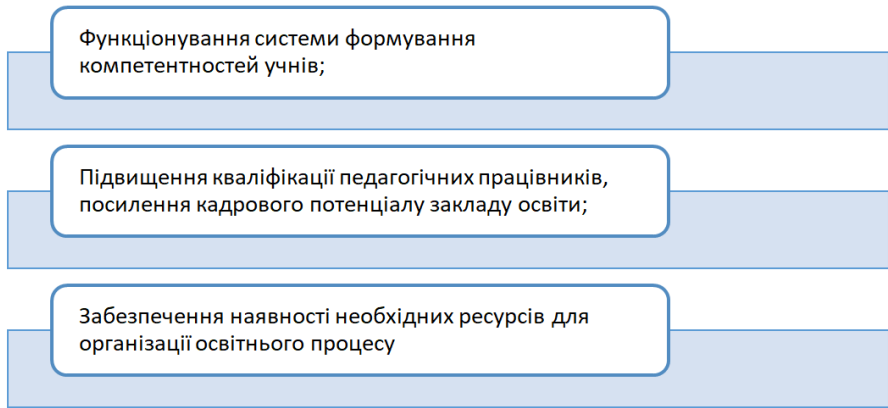 Функціонування системи формування
компетентностей учнів;
Підвищення кваліфікації педагогічних працівників,
посилення кадрового потенціалу закладу освіти;
Забезпечення наявності необхідних ресурсів для
організації освітнього процесу